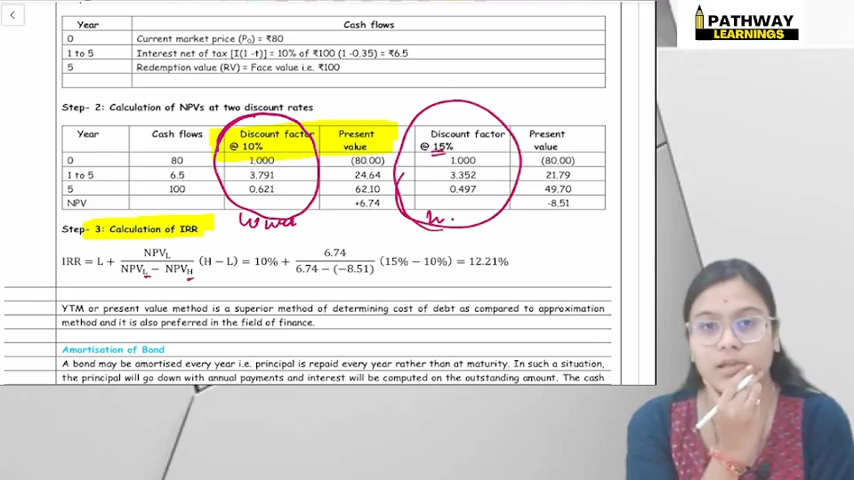 PATHWAY
LEARNINGS
Year Cash flows
0 Current market price (P₀) = ₹80
1 to 5 Interest net of tax [I(1 -t)] = 10% of ₹100 (1 -0.35) = ₹6.5
5 Redemption value (RV) = Face value i.e. ₹100
Step- 2: Calculation of NPVs at two discount rates
Year Cash flows Discount factor @ 10% Present value Discount factor @ 15% Present value
0 80 1.000 (80.00) 1.000 (80.00)
1 to 5 6.5 3.791 24.64 3.352 21.79
5 100 0.621 62.10 0.497 49.70
NPV +6.74 -8.51
Step- 3: Calculation of IRR
IRR = L + NPV_L / (NPV_L − NPV_H) (H − L) = 10% + 6.74 / (6.74 − (−8.51)) (15% − 10%) = 12.21%
YTM or present value method is a superior method of determining cost of debt as compared to approximation
method and it is also preferred in the field of finance.
Amortisation of Bond
A bond may be amortised every year i.e. principal is repaid every year rather than at maturity. In such a situation,
the principal will go down with annual payments and interest will be computed on the outstanding amount. The cash